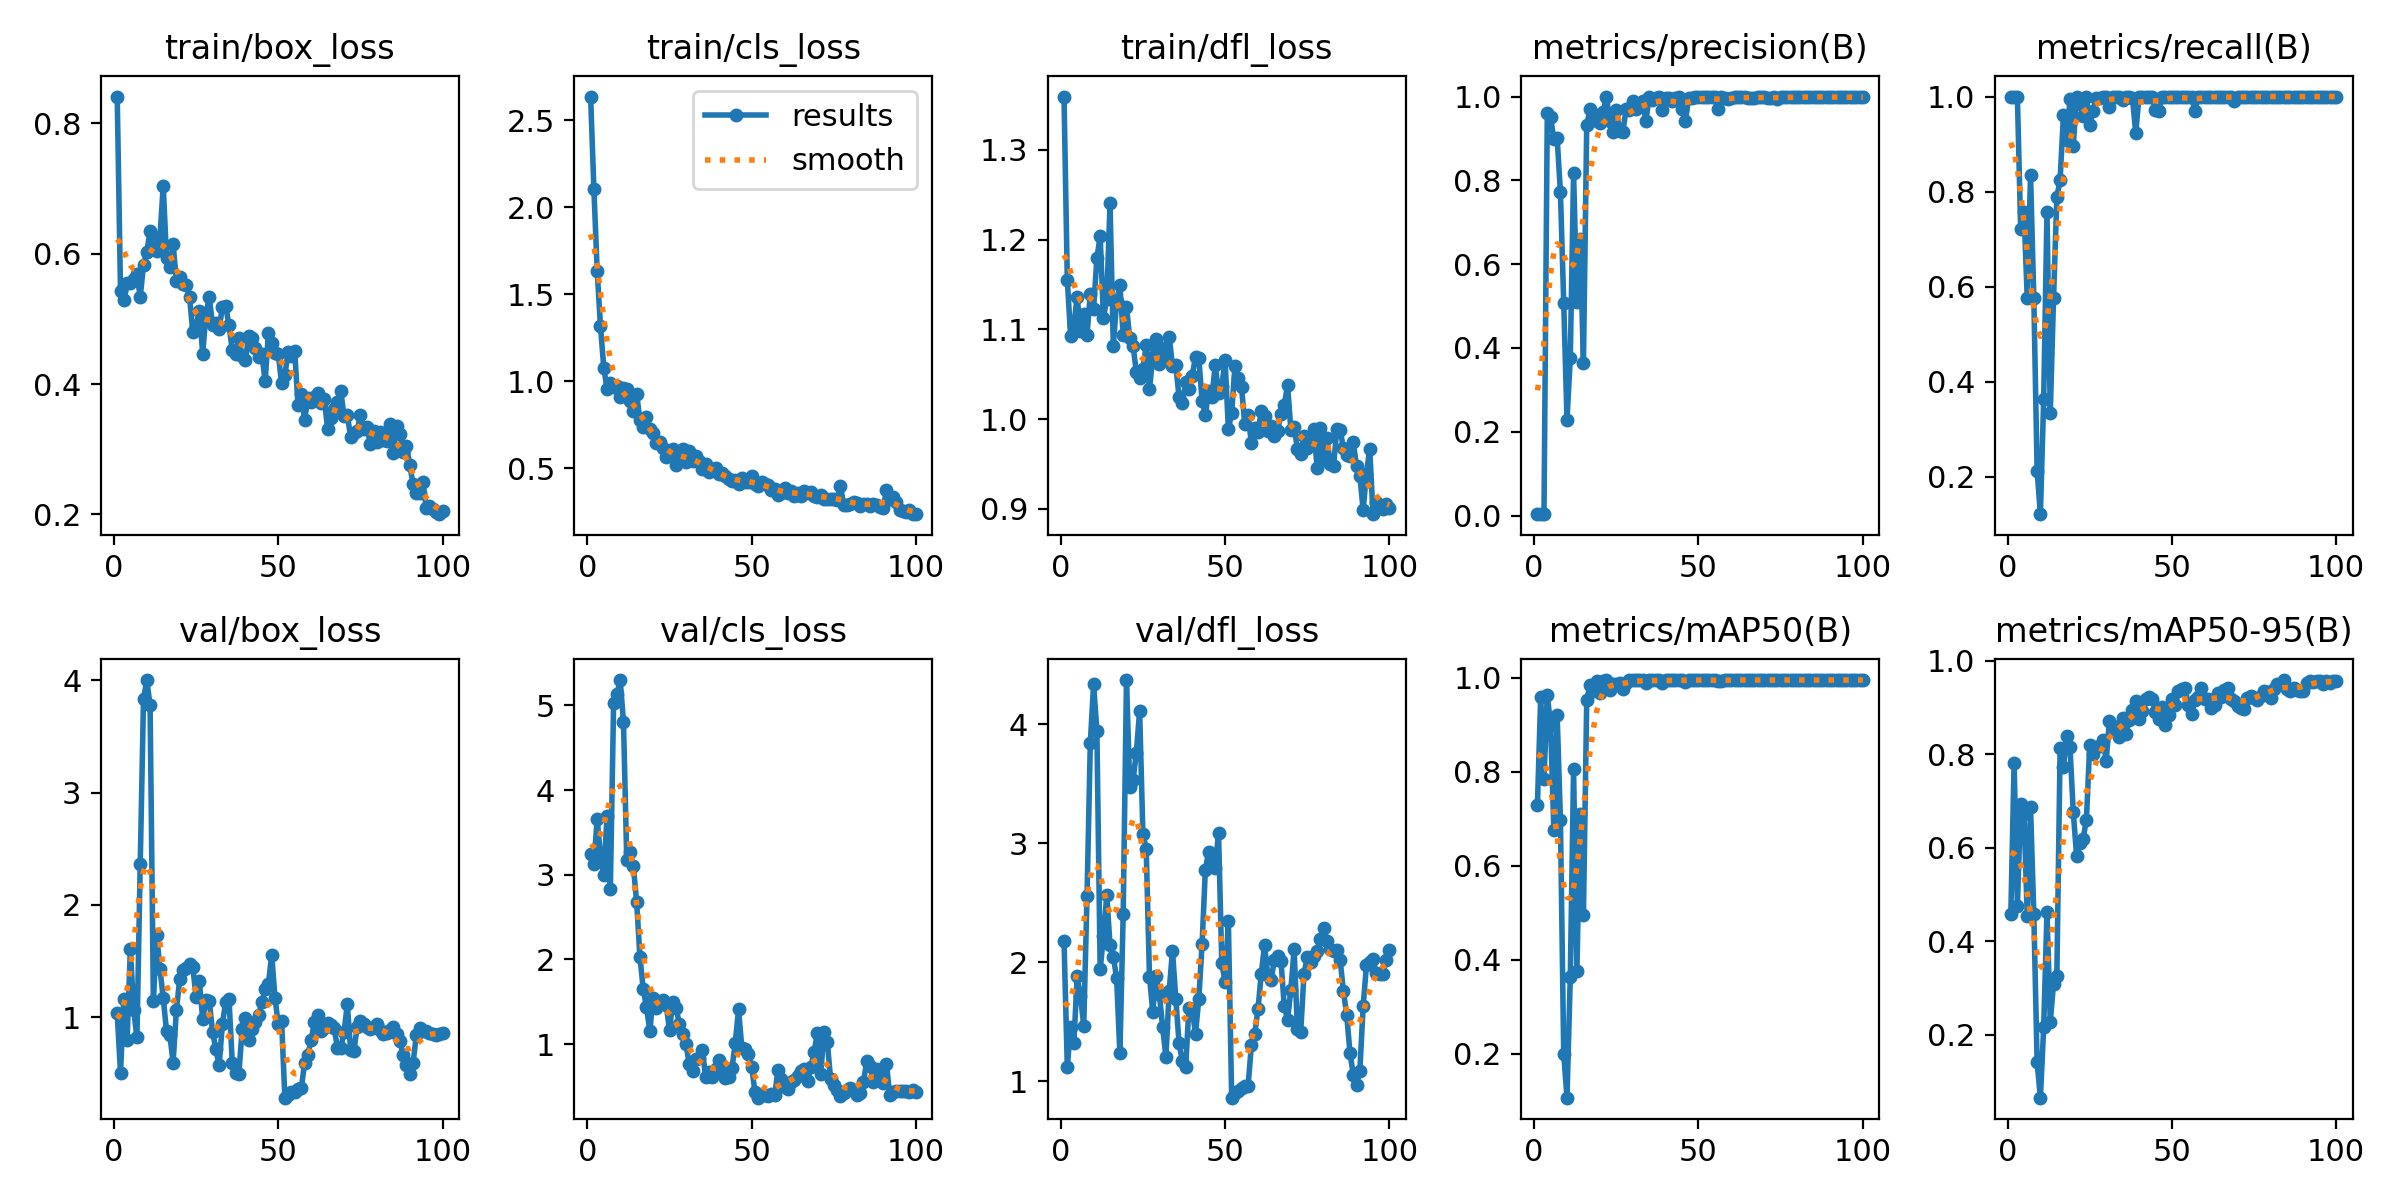 train/box_loss
train/cls_loss
train/dfl_loss
metrics/precision(B)
metrics/recall(B)
0.8
0.6
0.4
0.2
0 50 100
2.5
2.0
1.5
1.0
0.5
0 50 100
results
smooth
1.3
1.2
1.1
1.0
0.9
0 50 100
1.0
0.8
0.6
0.4
0.2
0.0
0 50 100
1.0
0.8
0.6
0.4
0.2
0 50 100
val/box_loss
val/cls_loss
val/dfl_loss
metrics/mAP50(B)
metrics/mAP50-95(B)
4
3
2
1
0 50 100
5
4
3
2
1
0 50 100
4
3
2
1
0 50 100
1.0
0.8
0.6
0.4
0.2
0 50 100
1.0
0.8
0.6
0.4
0.2
0 50 100